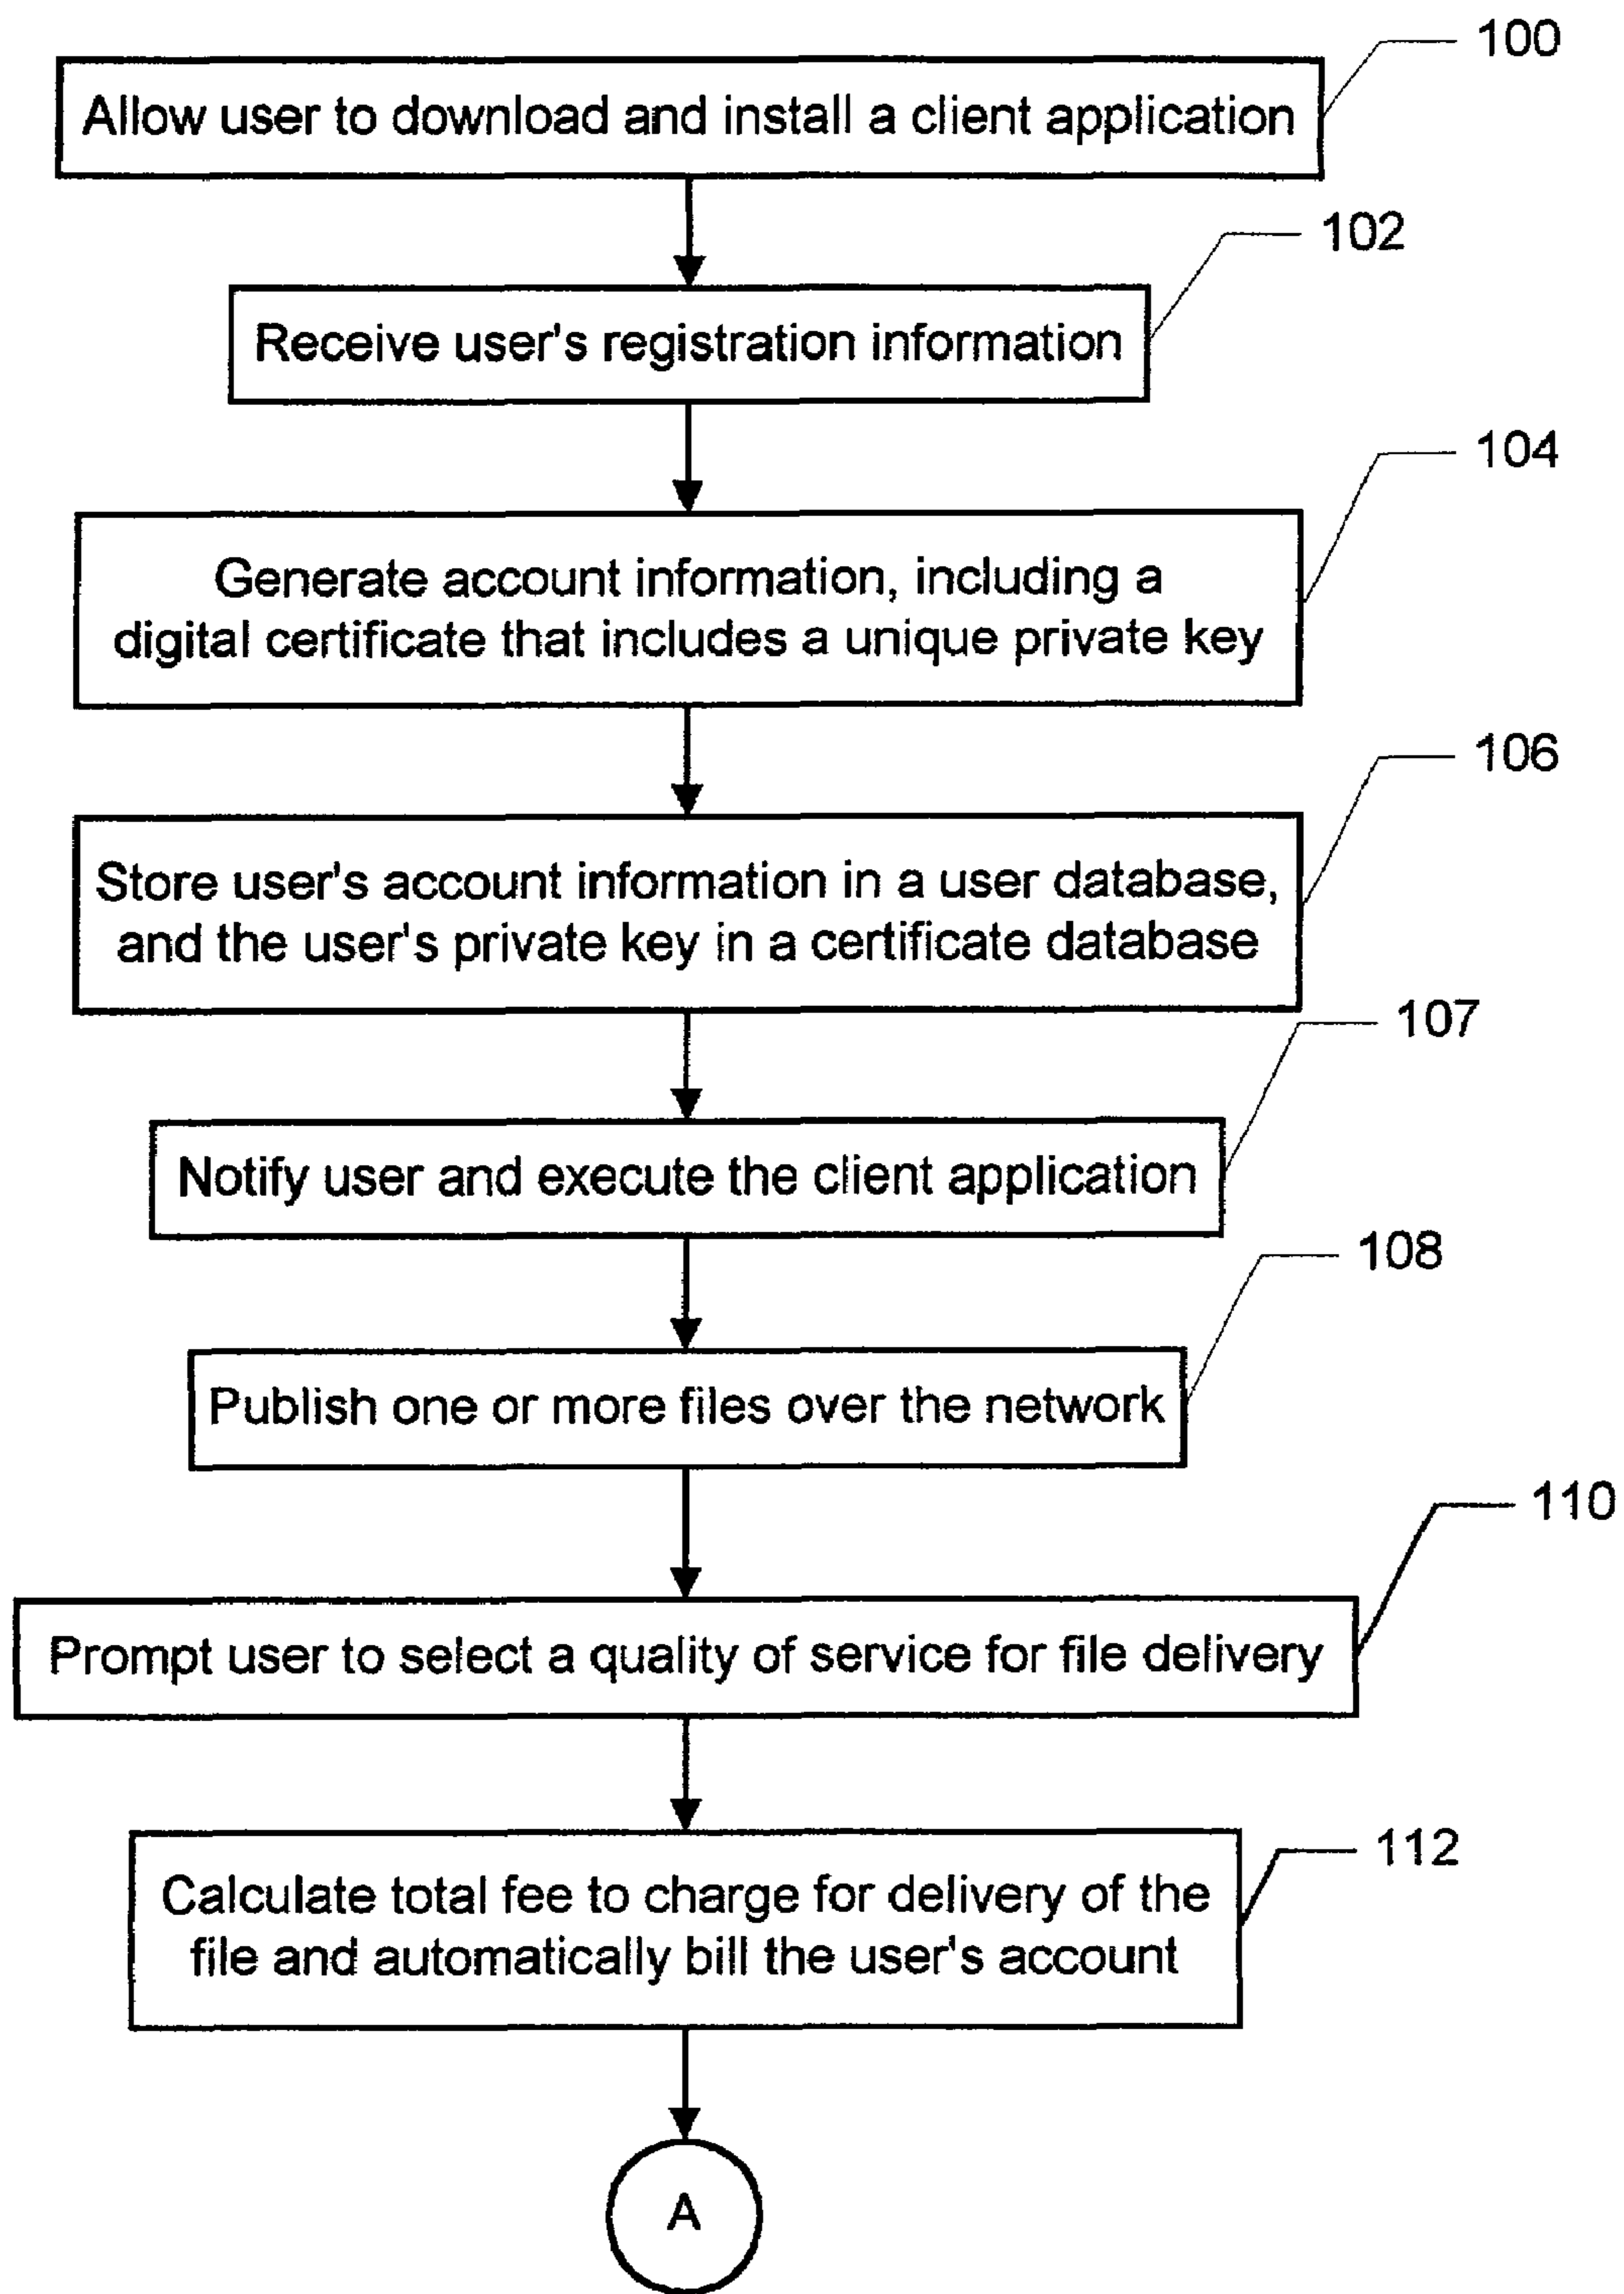 100
Allow user to download and install a client application
102
Receive user's registration information
104
Generate account information, including a
digital certificate that includes a unique private key
106
Store user's account information in a user database,
and the user's private key in a certificate database
107
Notify user and execute the client application
108
Publish one or more files over the network
110
Prompt user to select a quality of service for file delivery
112
Calculate total fee to charge for delivery of the
file and automatically bill the user's account
A